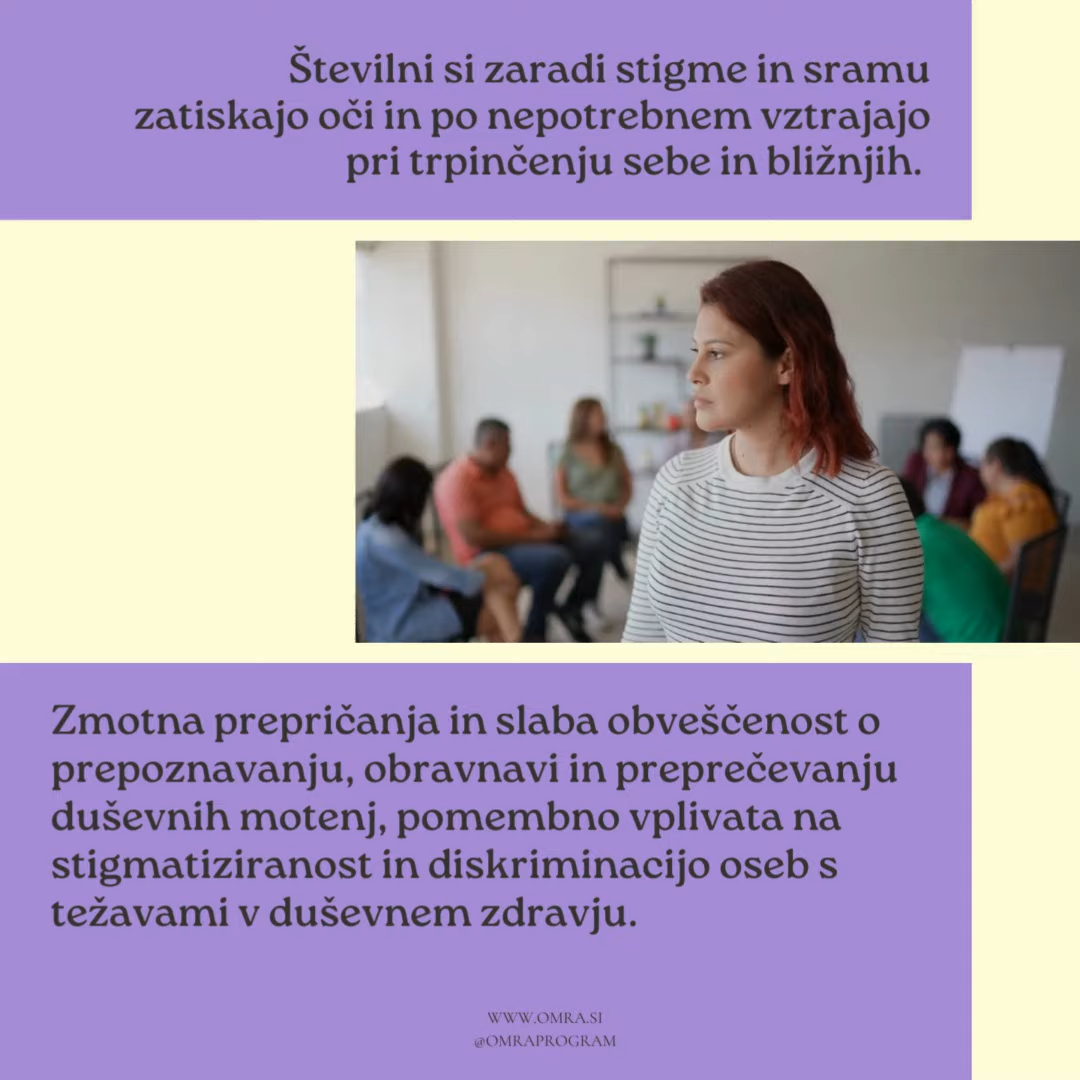 Številni si zaradi stigme in sramu
zatiskajo oči in po nepotrebnem vztrajajo
pri trpinčenju sebe in bližnjih.
Zmotna prepričanja in slaba obveščenost o
prepoznavanju, obravnavi in preprečevanju
duševnih motenj, pomembno vplivata na
stigmatiziranost in diskriminacijo oseb s
težavami v duševnem zdravju.
WWW.OMRA.SI
@OMRAPROGRAM